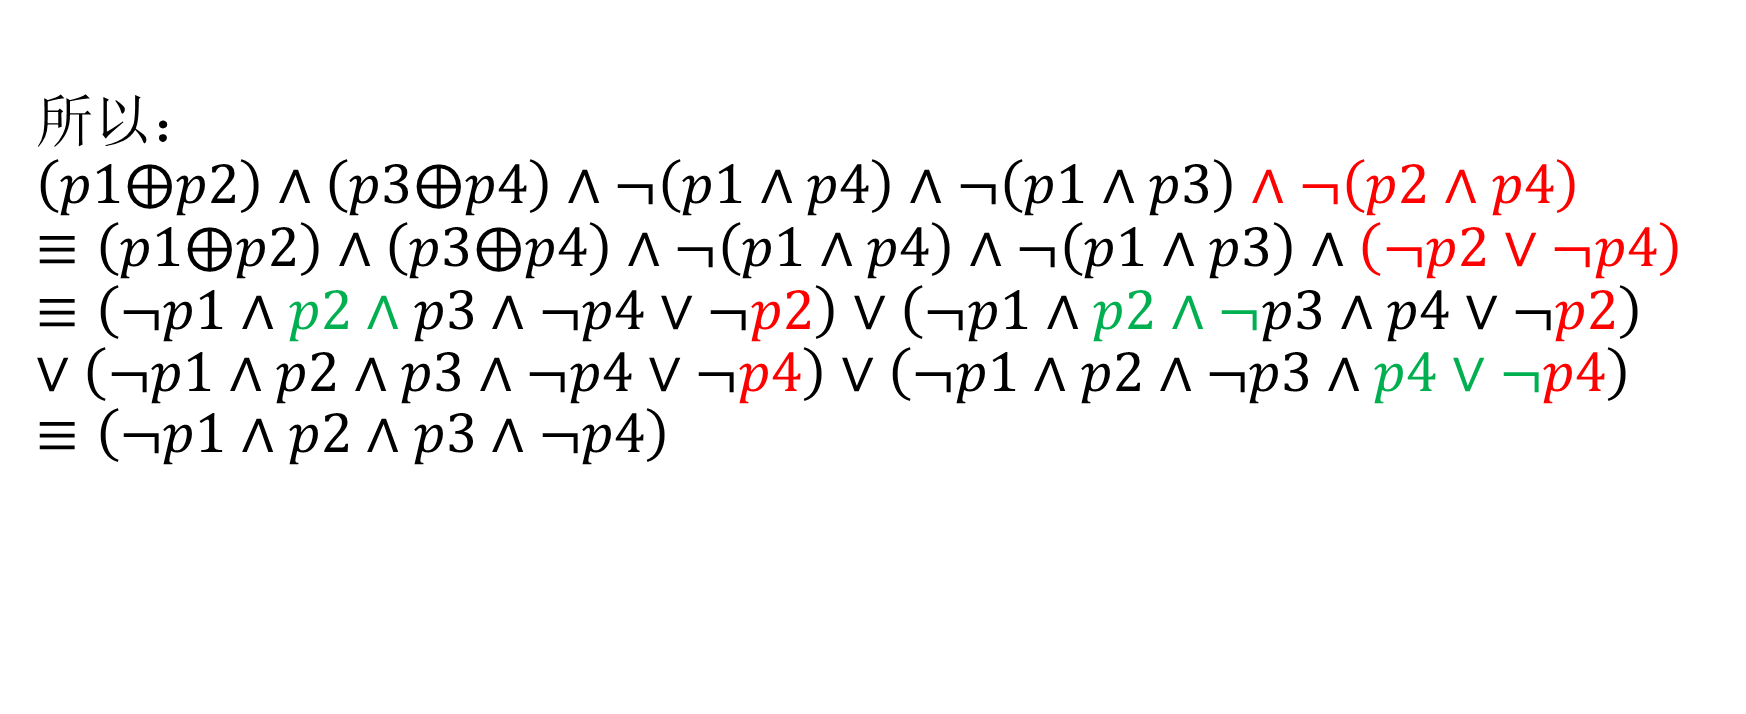 所以：
(p1⊕p2) ∧ (p3⊕p4) ∧ ¬(p1 ∧ p4) ∧ ¬(p1 ∧ p3) ∧ ¬(p2 ∧ p4)
≡ (p1⊕p2) ∧ (p3⊕p4) ∧ ¬(p1 ∧ p4) ∧ ¬(p1 ∧ p3) ∧ (¬p2 ∨ ¬p4)
≡ (¬p1 ∧ p2 ∧ p3 ∧ ¬p4 ∨ ¬p2) ∨ (¬p1 ∧ p2 ∧ ¬p3 ∧ p4 ∨ ¬p2)
∨ (¬p1 ∧ p2 ∧ p3 ∧ ¬p4 ∨ ¬p4) ∨ (¬p1 ∧ p2 ∧ ¬p3 ∧ p4 ∨ ¬p4)
≡ (¬p1 ∧ p2 ∧ p3 ∧ ¬p4)